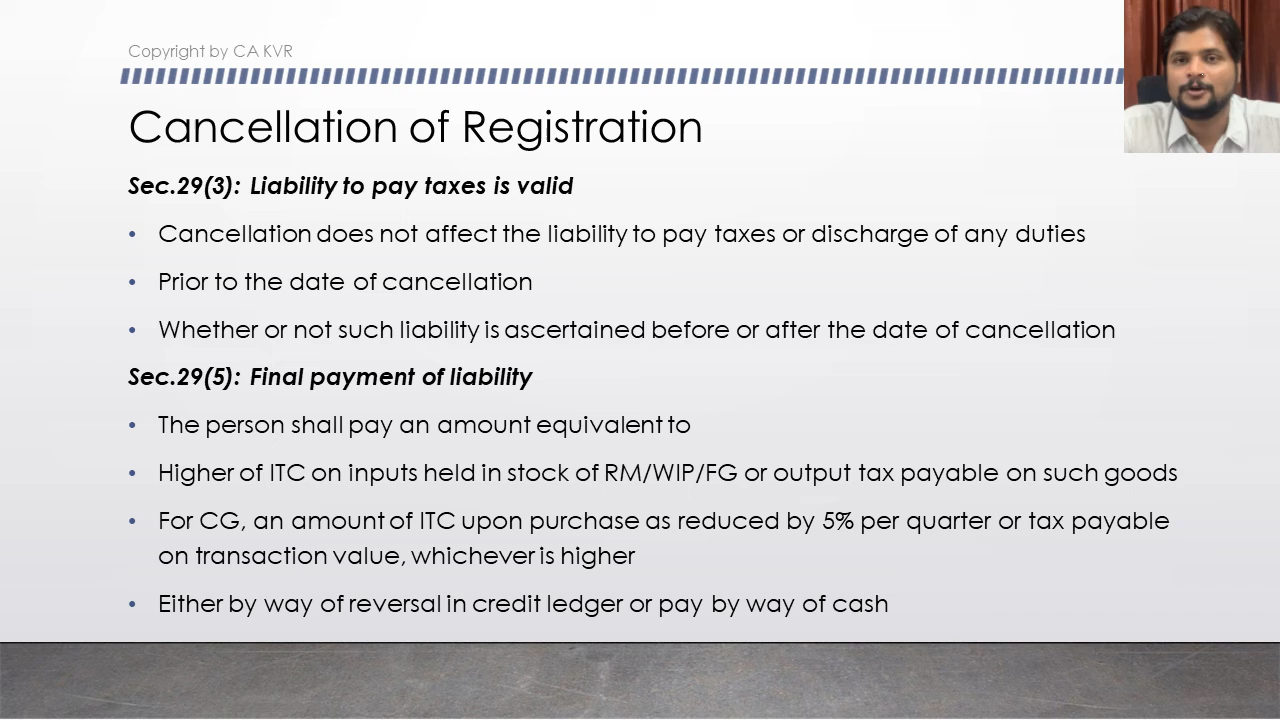 Copyright by CA KVR
Cancellation of Registration
Sec.29(3): Liability to pay taxes is valid
• Cancellation does not affect the liability to pay taxes or discharge of any duties
• Prior to the date of cancellation
• Whether or not such liability is ascertained before or after the date of cancellation
Sec.29(5): Final payment of liability
• The person shall pay an amount equivalent to
• Higher of ITC on inputs held in stock of RM/WIP/FG or output tax payable on such goods
• For CG, an amount of ITC upon purchase as reduced by 5% per quarter or tax payable
on transaction value, whichever is higher
• Either by way of reversal in credit ledger or pay by way of cash